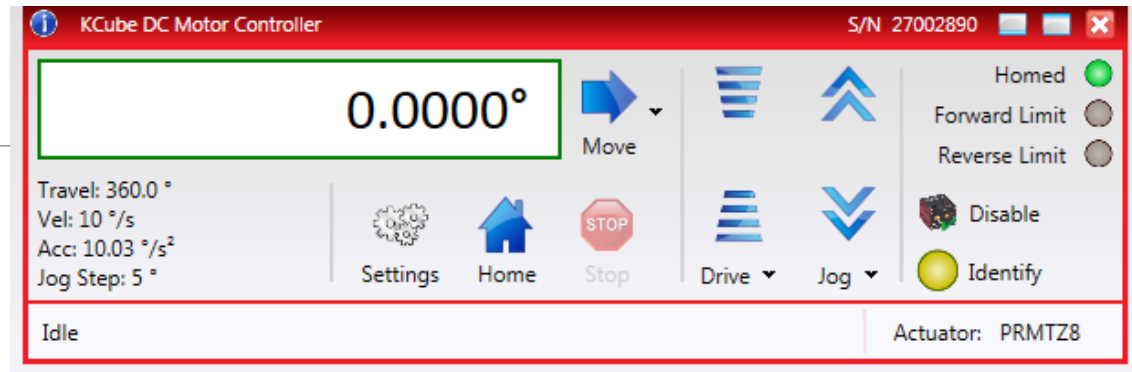 KCube DC Motor Controller S/N 27002890
0.0000°
Move
Homed
Forward Limit
Reverse Limit
Travel: 360.0 °
Vel: 10 °/s
Acc: 10.03 °/s²
Jog Step: 5 °
Settings
Home
STOP
Stop
Drive
Jog
Disable
Identify
Idle
Actuator: PRMTZ8